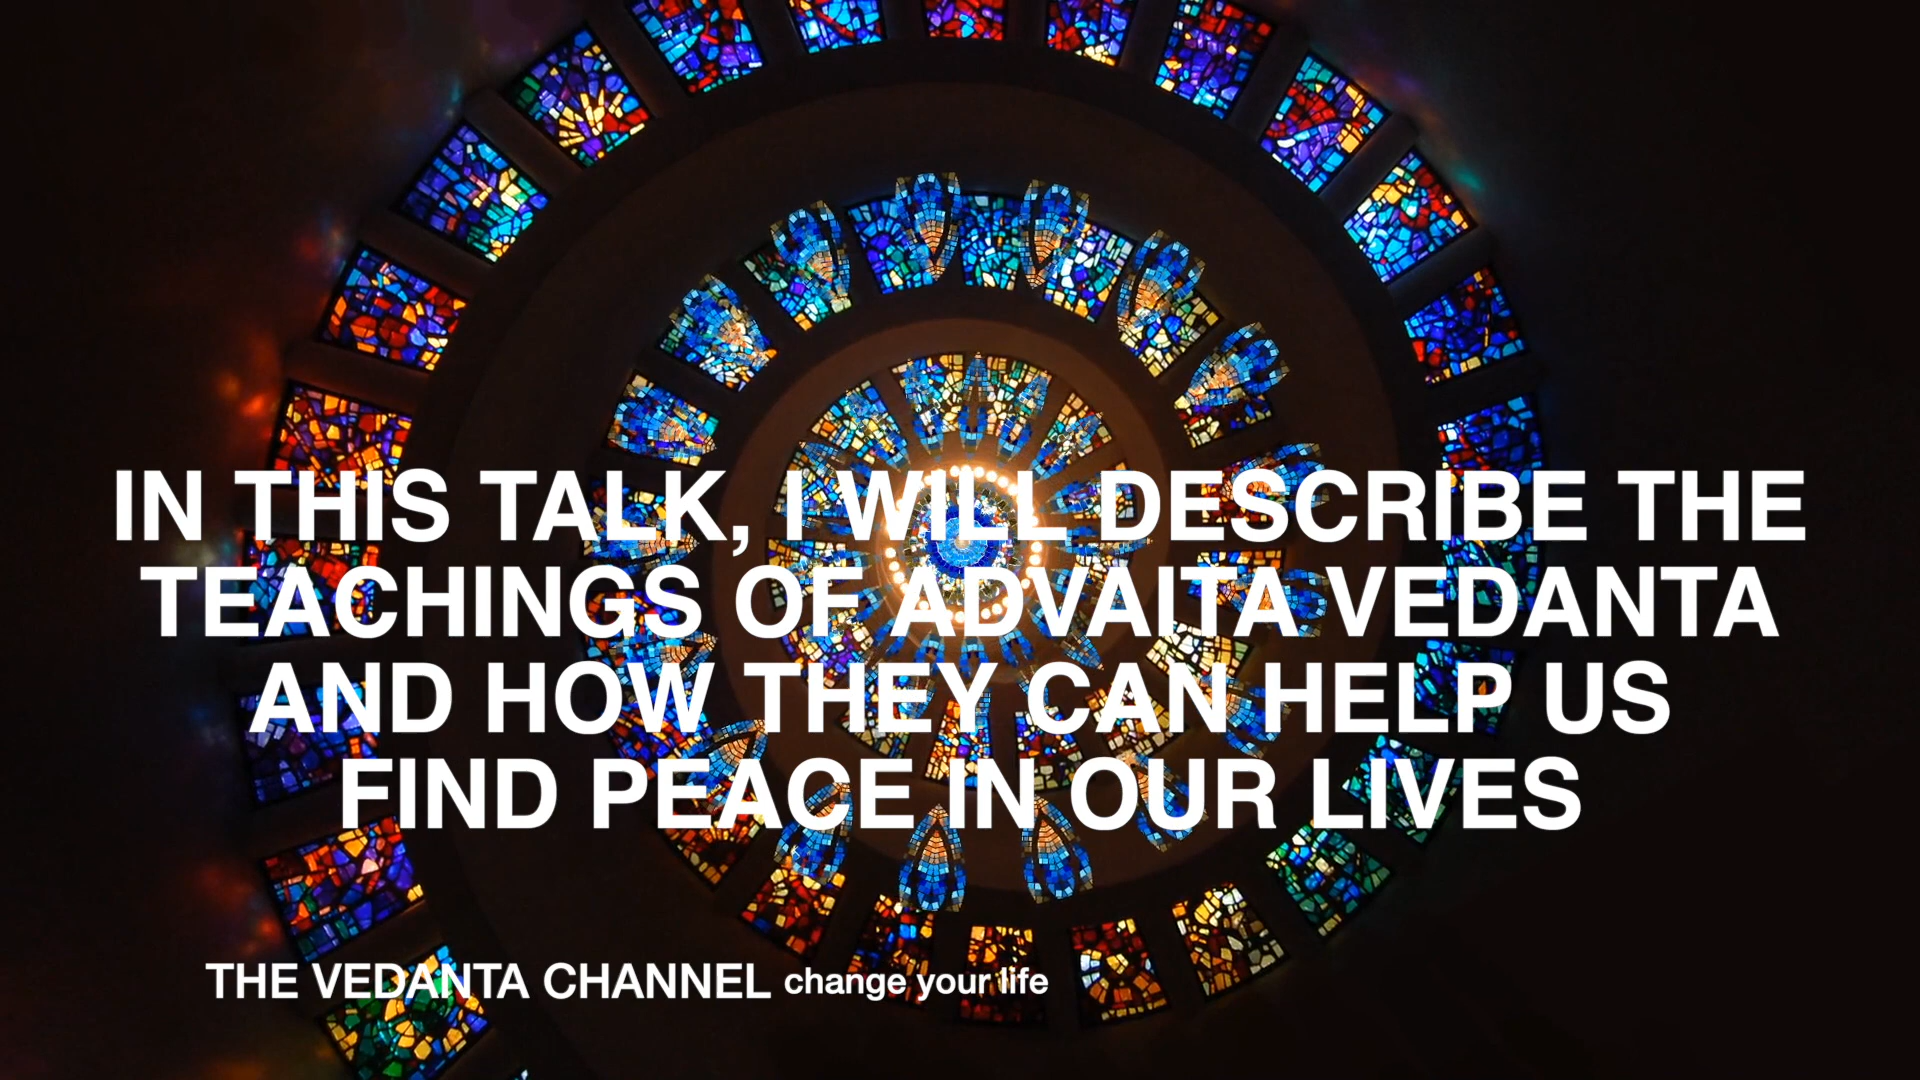 IN THIS TALK, I WILL DESCRIBE THE
TEACHINGS OF ADVAITA VEDANTA
AND HOW THEY CAN HELP US
FIND PEACE IN OUR LIVES
THE VEDANTA CHANNEL change your life